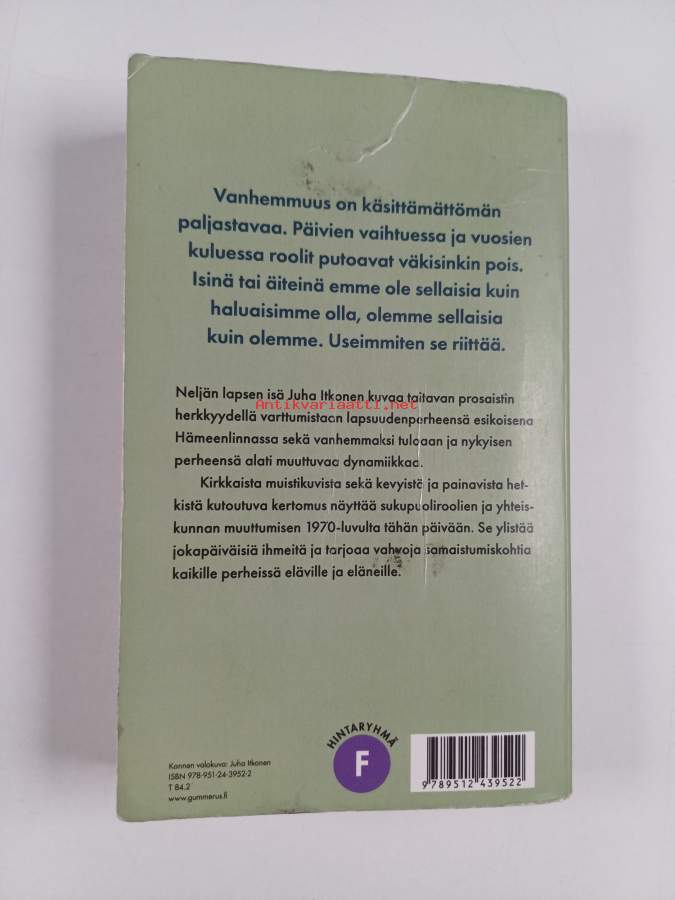 Vanhemmuus on käsittämättömän
paljastavaa. Päivien vaihtuessa ja vuosien
kuluessa roolit putoavat väkisinkin pois.
Isinä tai äiteinä emme ole sellaisia kuin
haluaisimme olla, olemme sellaisia
kuin olemme. Useimmiten se riittää.
Neljän lapsen isä Juha Itkonen kuvaa taitavan prosaistin
Antikvariaatti.net
herkkyydellä varttumistaan lapsuudenperheensä esikoisena
Hämeenlinnassa sekä vanhemmaksi tuloaan ja nykyisen
perheensä alati muuttuvaa dynamiikkaa.
Kirkkaista muistikuvista sekä kevyistä ja painavista het-
kistä kutoutuva kertomus näyttää sukupuoliroolien ja yhteis-
kunnan muuttumisen 1970-luvulta tähän päivään. Se ylistää
jokapäiväisiä ihmeitä ja tarjoaa vahvoja samaistumiskohtia
kaikille perheissä eläville ja eläneille.
HINTARYHMÄ
F
Kannen valokuva: Juha Itkonen
ISBN 978-951-24-3952-2
T 84.2
www.gummerus.fi
9 789512 439522